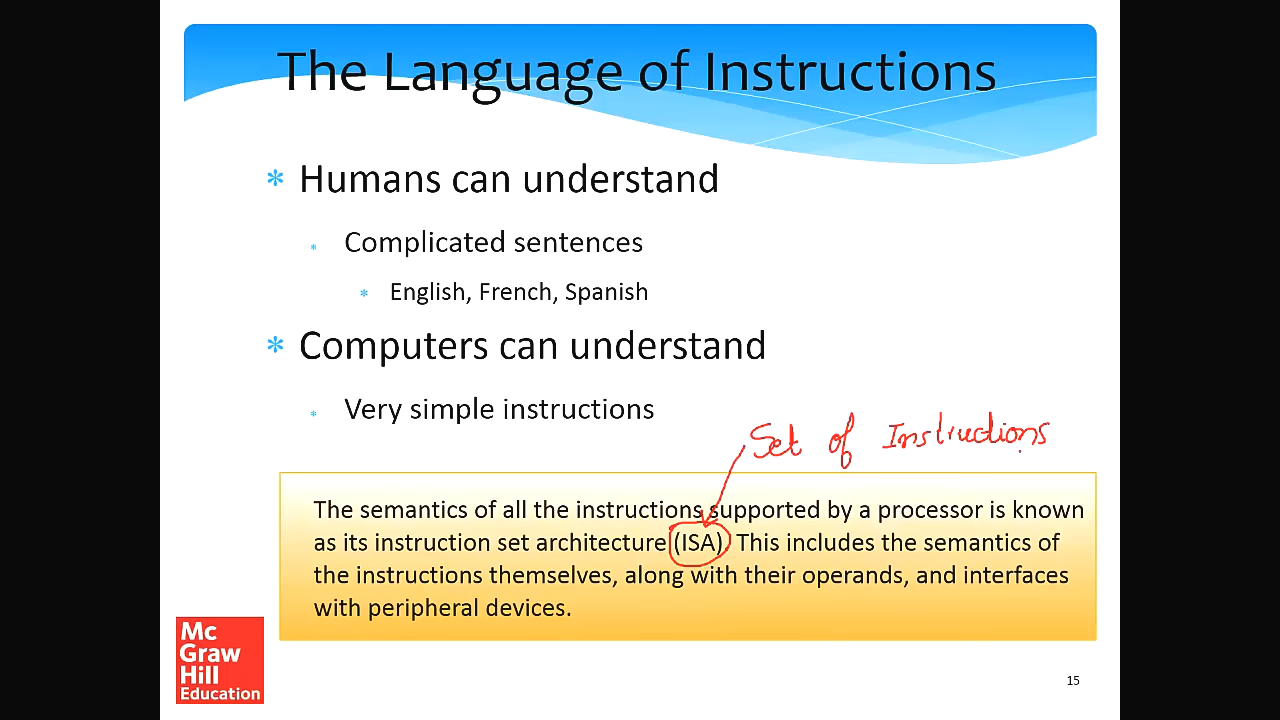 The Language of Instructions
* Humans can understand
* Complicated sentences
* English, French, Spanish
* Computers can understand
* Very simple instructions
Set of Instructions
The semantics of all the instructions supported by a processor is known
as its instruction set architecture (ISA). This includes the semantics of
the instructions themselves, along with their operands, and interfaces
with peripheral devices.
Mc
Graw
Hill
Education
15